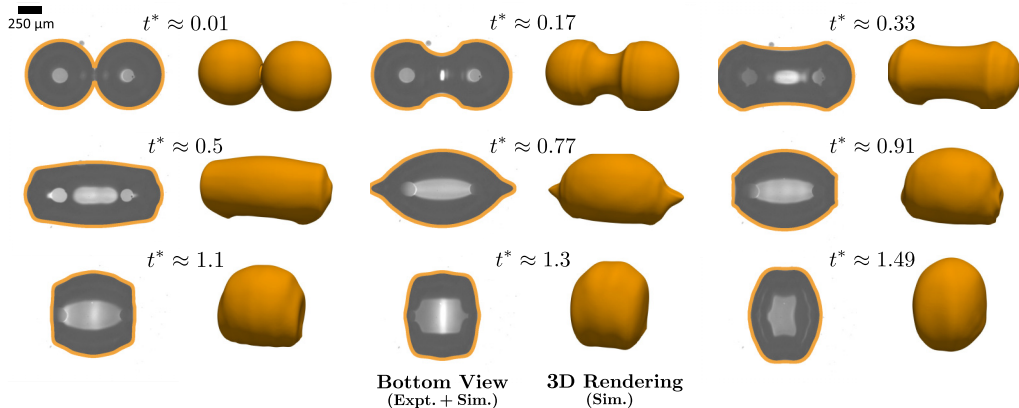 250 µm
t* ≈ 0.01
t* ≈ 0.17
t* ≈ 0.33
t* ≈ 0.5
t* ≈ 0.77
t* ≈ 0.91
t* ≈ 1.1
t* ≈ 1.3
t* ≈ 1.49
Bottom View
(Expt. + Sim.)
3D Rendering
(Sim.)